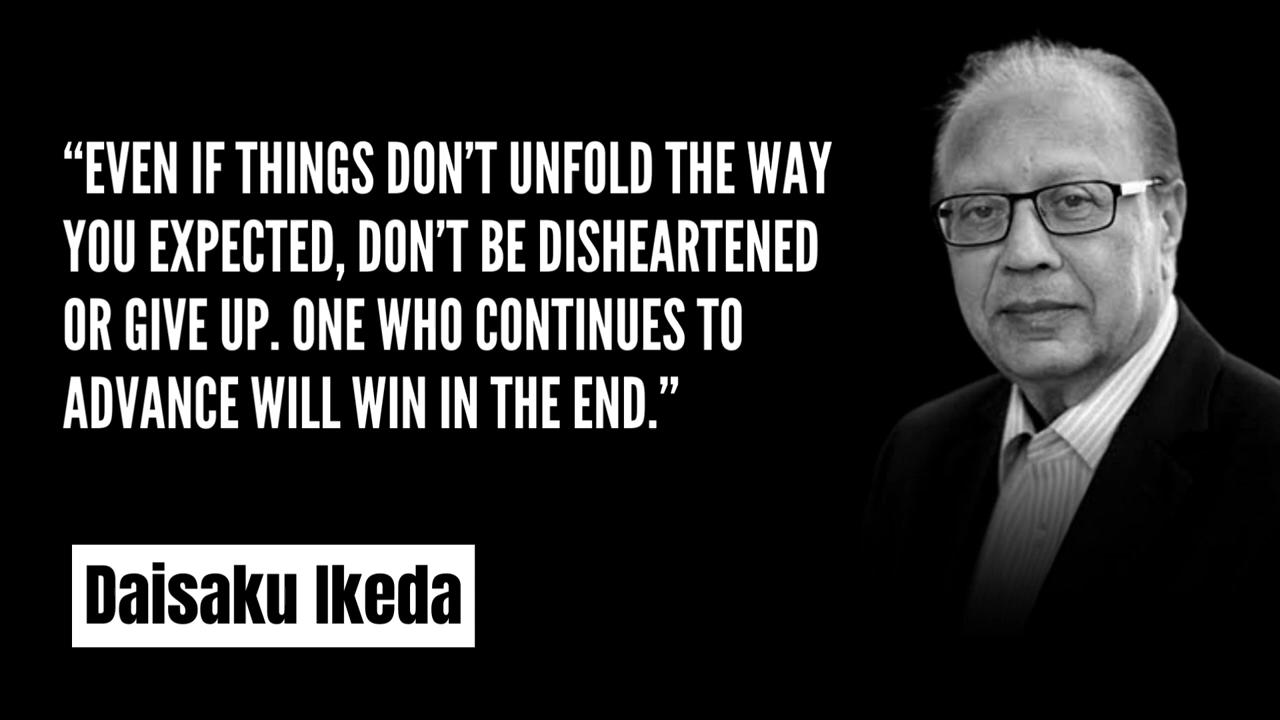 “EVEN IF THINGS DON’T UNFOLD THE WAY
YOU EXPECTED, DON’T BE DISHEARTENED
OR GIVE UP. ONE WHO CONTINUES TO
ADVANCE WILL WIN IN THE END.”
Daisaku Ikeda